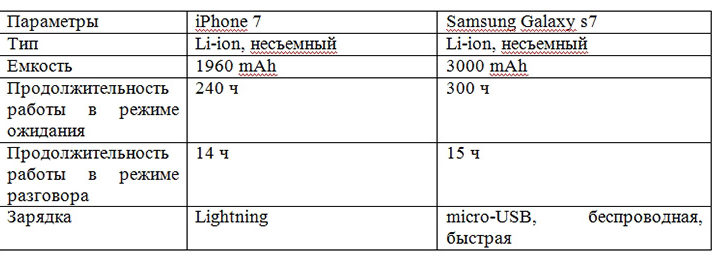 Параметры iPhone 7 Samsung Galaxy s7
Тип Li-ion, несъемный Li-ion, несъемный
Емкость 1960 mAh 3000 mAh
Продолжительность 240 ч 300 ч
работы в режиме
ожидания
Продолжительность 14 ч 15 ч
работы в режиме
разговора
Зарядка Lightning micro-USB, беспроводная,
быстрая